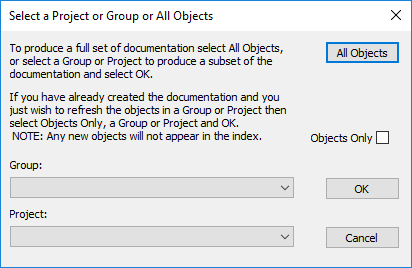 Select a Project or Group or All Objects
To produce a full set of documentation select All Objects,
or select a Group or Project to produce a subset of the
documentation and select OK.
All Objects
If you have already created the documentation and you
just wish to refresh the objects in a Group or Project then
select Objects Only, a Group or Project and OK.
NOTE: Any new objects will not appear in the index.
Objects Only
Group:
OK
Project:
Cancel